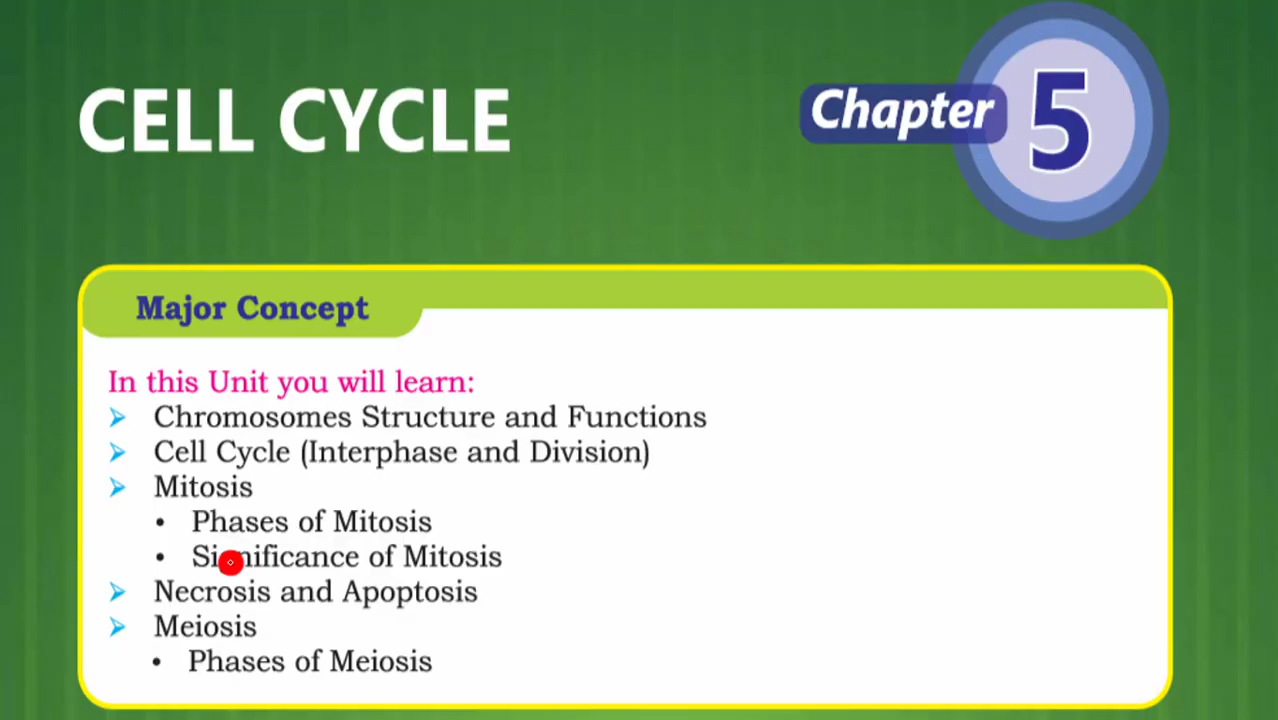 CELL CYCLE
Chapter 5
Major Concept
In this Unit you will learn:
➢ Chromosomes Structure and Functions
➢ Cell Cycle (Interphase and Division)
➢ Mitosis
• Phases of Mitosis
• Significance of Mitosis
➢ Necrosis and Apoptosis
➢ Meiosis
• Phases of Meiosis